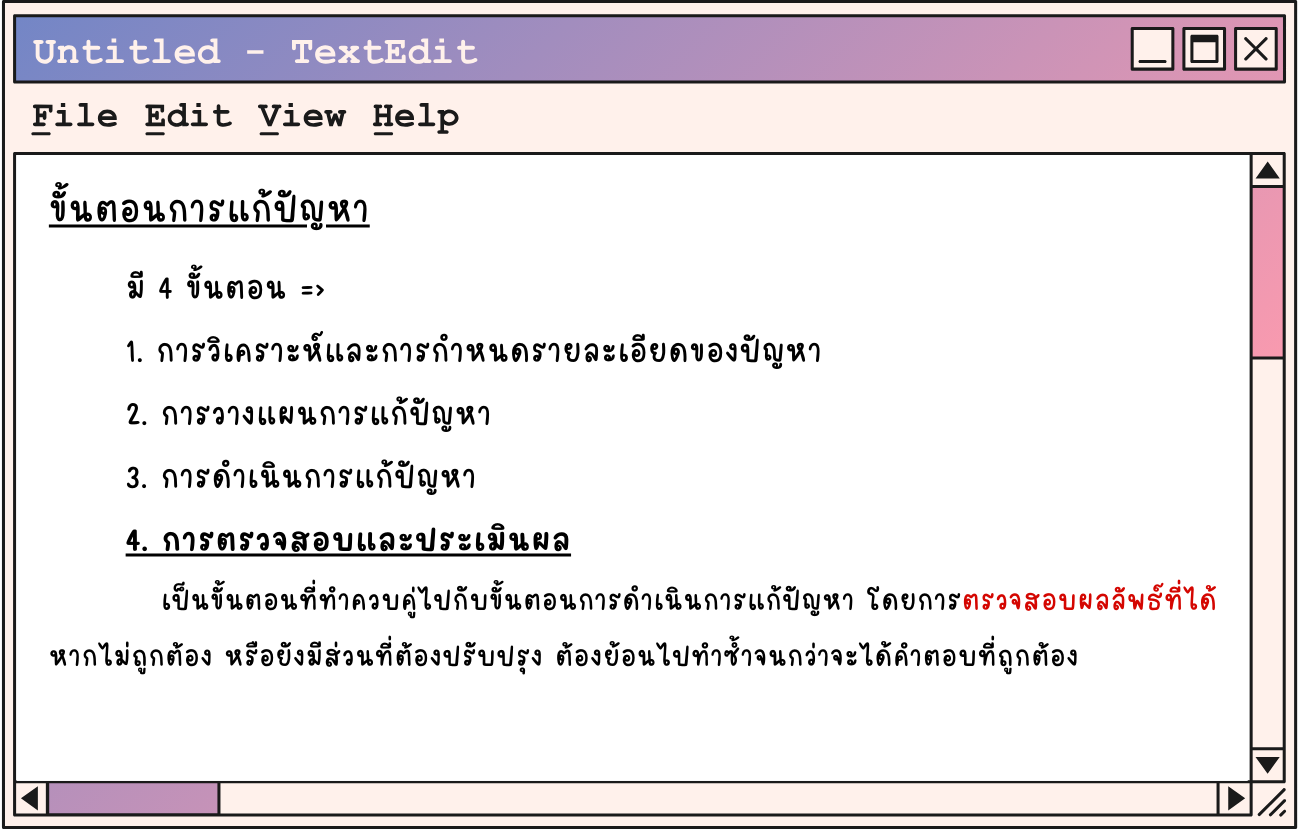 Untitled - TextEdit
File Edit View Help
ขั้นตอนการแก้ปัญหา
มี 4 ขั้นตอน =>
1. การวิเคราะห์และการกำหนดรายละเอียดของปัญหา
2. การวางแผนการแก้ปัญหา
3. การดำเนินการแก้ปัญหา
4. การตรวจสอบและประเมินผล
เป็นขั้นตอนที่ทำควบคู่ไปกับขั้นตอนการดำเนินการแก้ปัญหา โดยการตรวจสอบผลลัพธ์ที่ได้
หากไม่ถูกต้อง หรือยังมีส่วนที่ต้องปรับปรุง ต้องย้อนไปทำซ้ำจนกว่าจะได้คำตอบที่ถูกต้อง